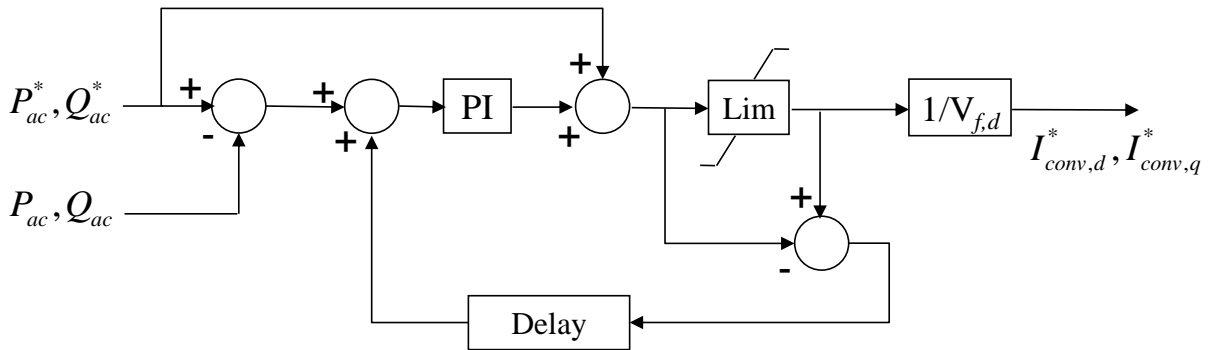 +
P*ac, Q*ac
+
-
+
+
PI
+
Lim
1/Vf,d
+
I*conv,d, I*conv,q
Pac, Qac
+
-
Delay